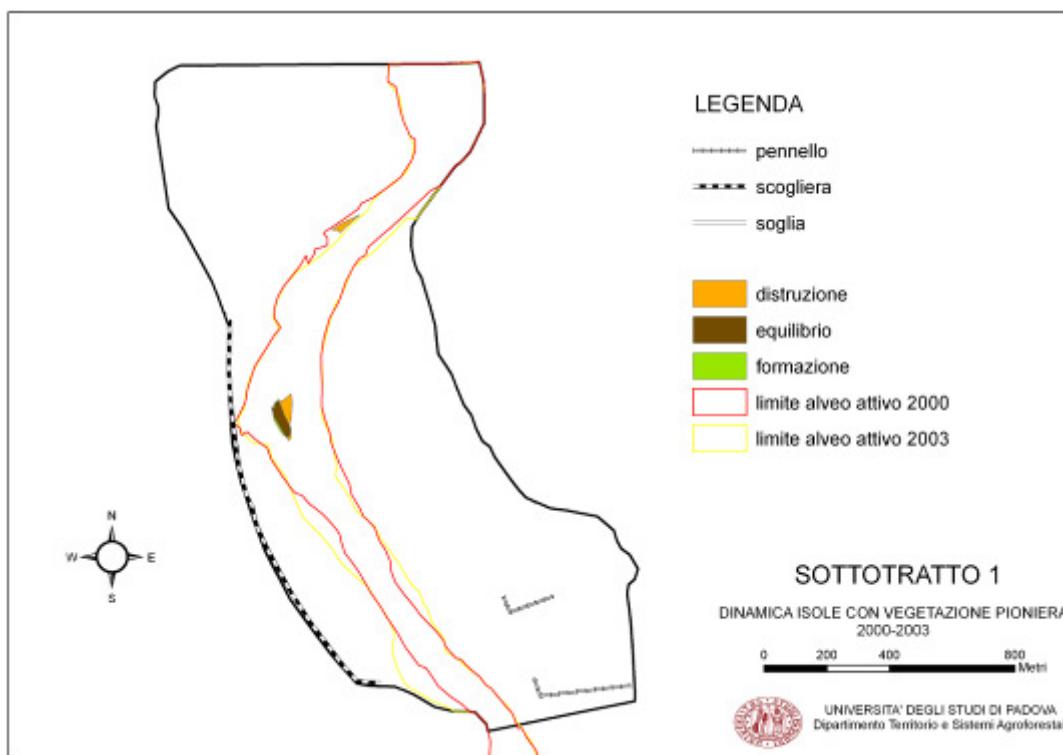 LEGENDA
pennello
scogliera
soglia
distruzione
equilibrio
formazione
limite alveo attivo 2000
limite alveo attivo 2003
N
W E
S
SOTTOTRATTO 1
DINAMICA ISOLE CON VEGETAZIONE PIONIERA
2000-2003
0 200 400 800
Metri
UNIVERSITA' DEGLI STUDI DI PADOVA
Dipartimento Territorio e Sistemi Agroforestal